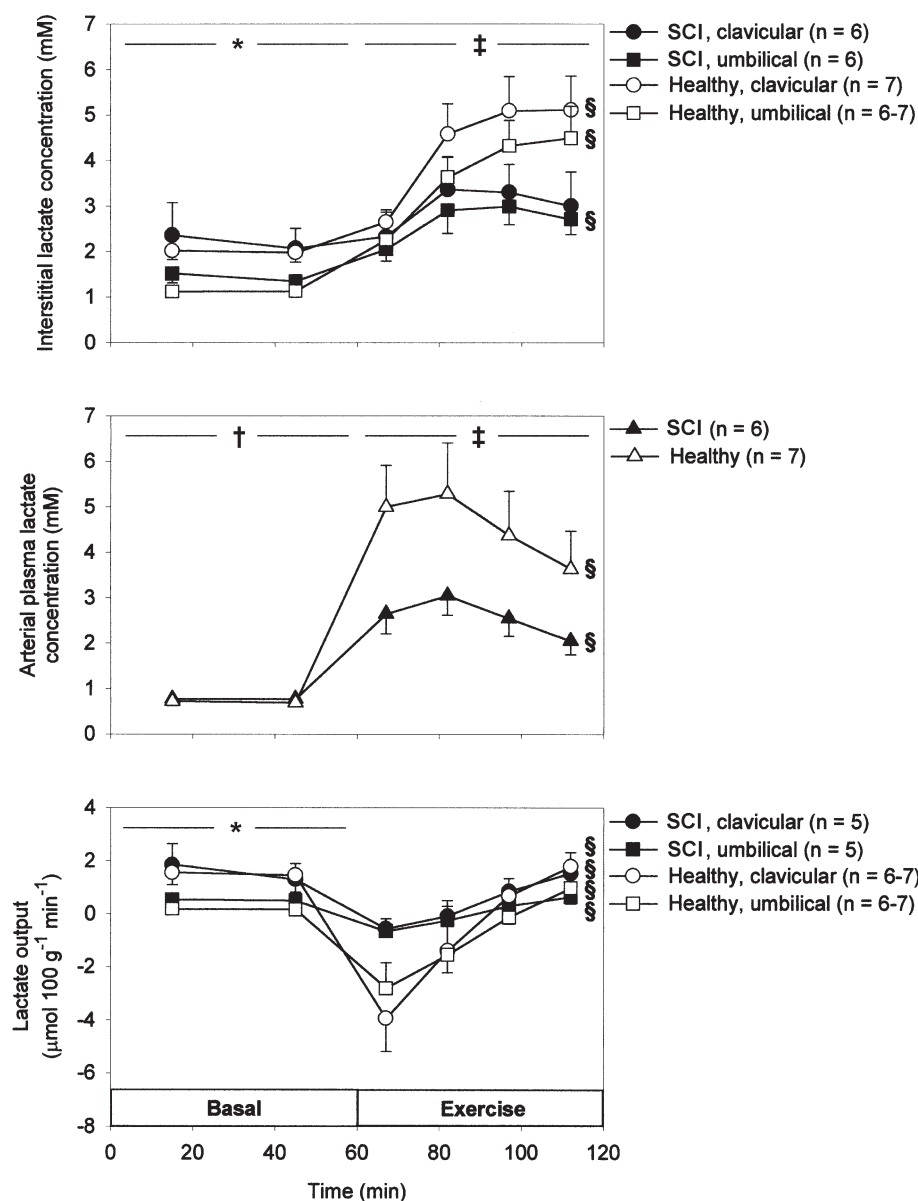 Interstitial lactate concentration (mM)
7
6
5
4
3
2
1
0
*
‡
§
§
§
SCI, clavicular (n = 6)
SCI, umbilical (n = 6)
Healthy, clavicular (n = 7)
Healthy, umbilical (n = 6-7)
Arterial plasma lactate
concentration (mM)
7
6
5
4
3
2
1
0
†
‡
§
§
SCI (n = 6)
Healthy (n = 7)
Lactate output
(μmol 100 g⁻¹ min⁻¹)
4
2
0
-2
-4
-6
-8
*
§
§
§
§
SCI, clavicular (n = 5)
SCI, umbilical (n = 5)
Healthy, clavicular (n = 6-7)
Healthy, umbilical (n = 6-7)
Basal
Exercise
0 20 40 60 80 100 120
Time (min)